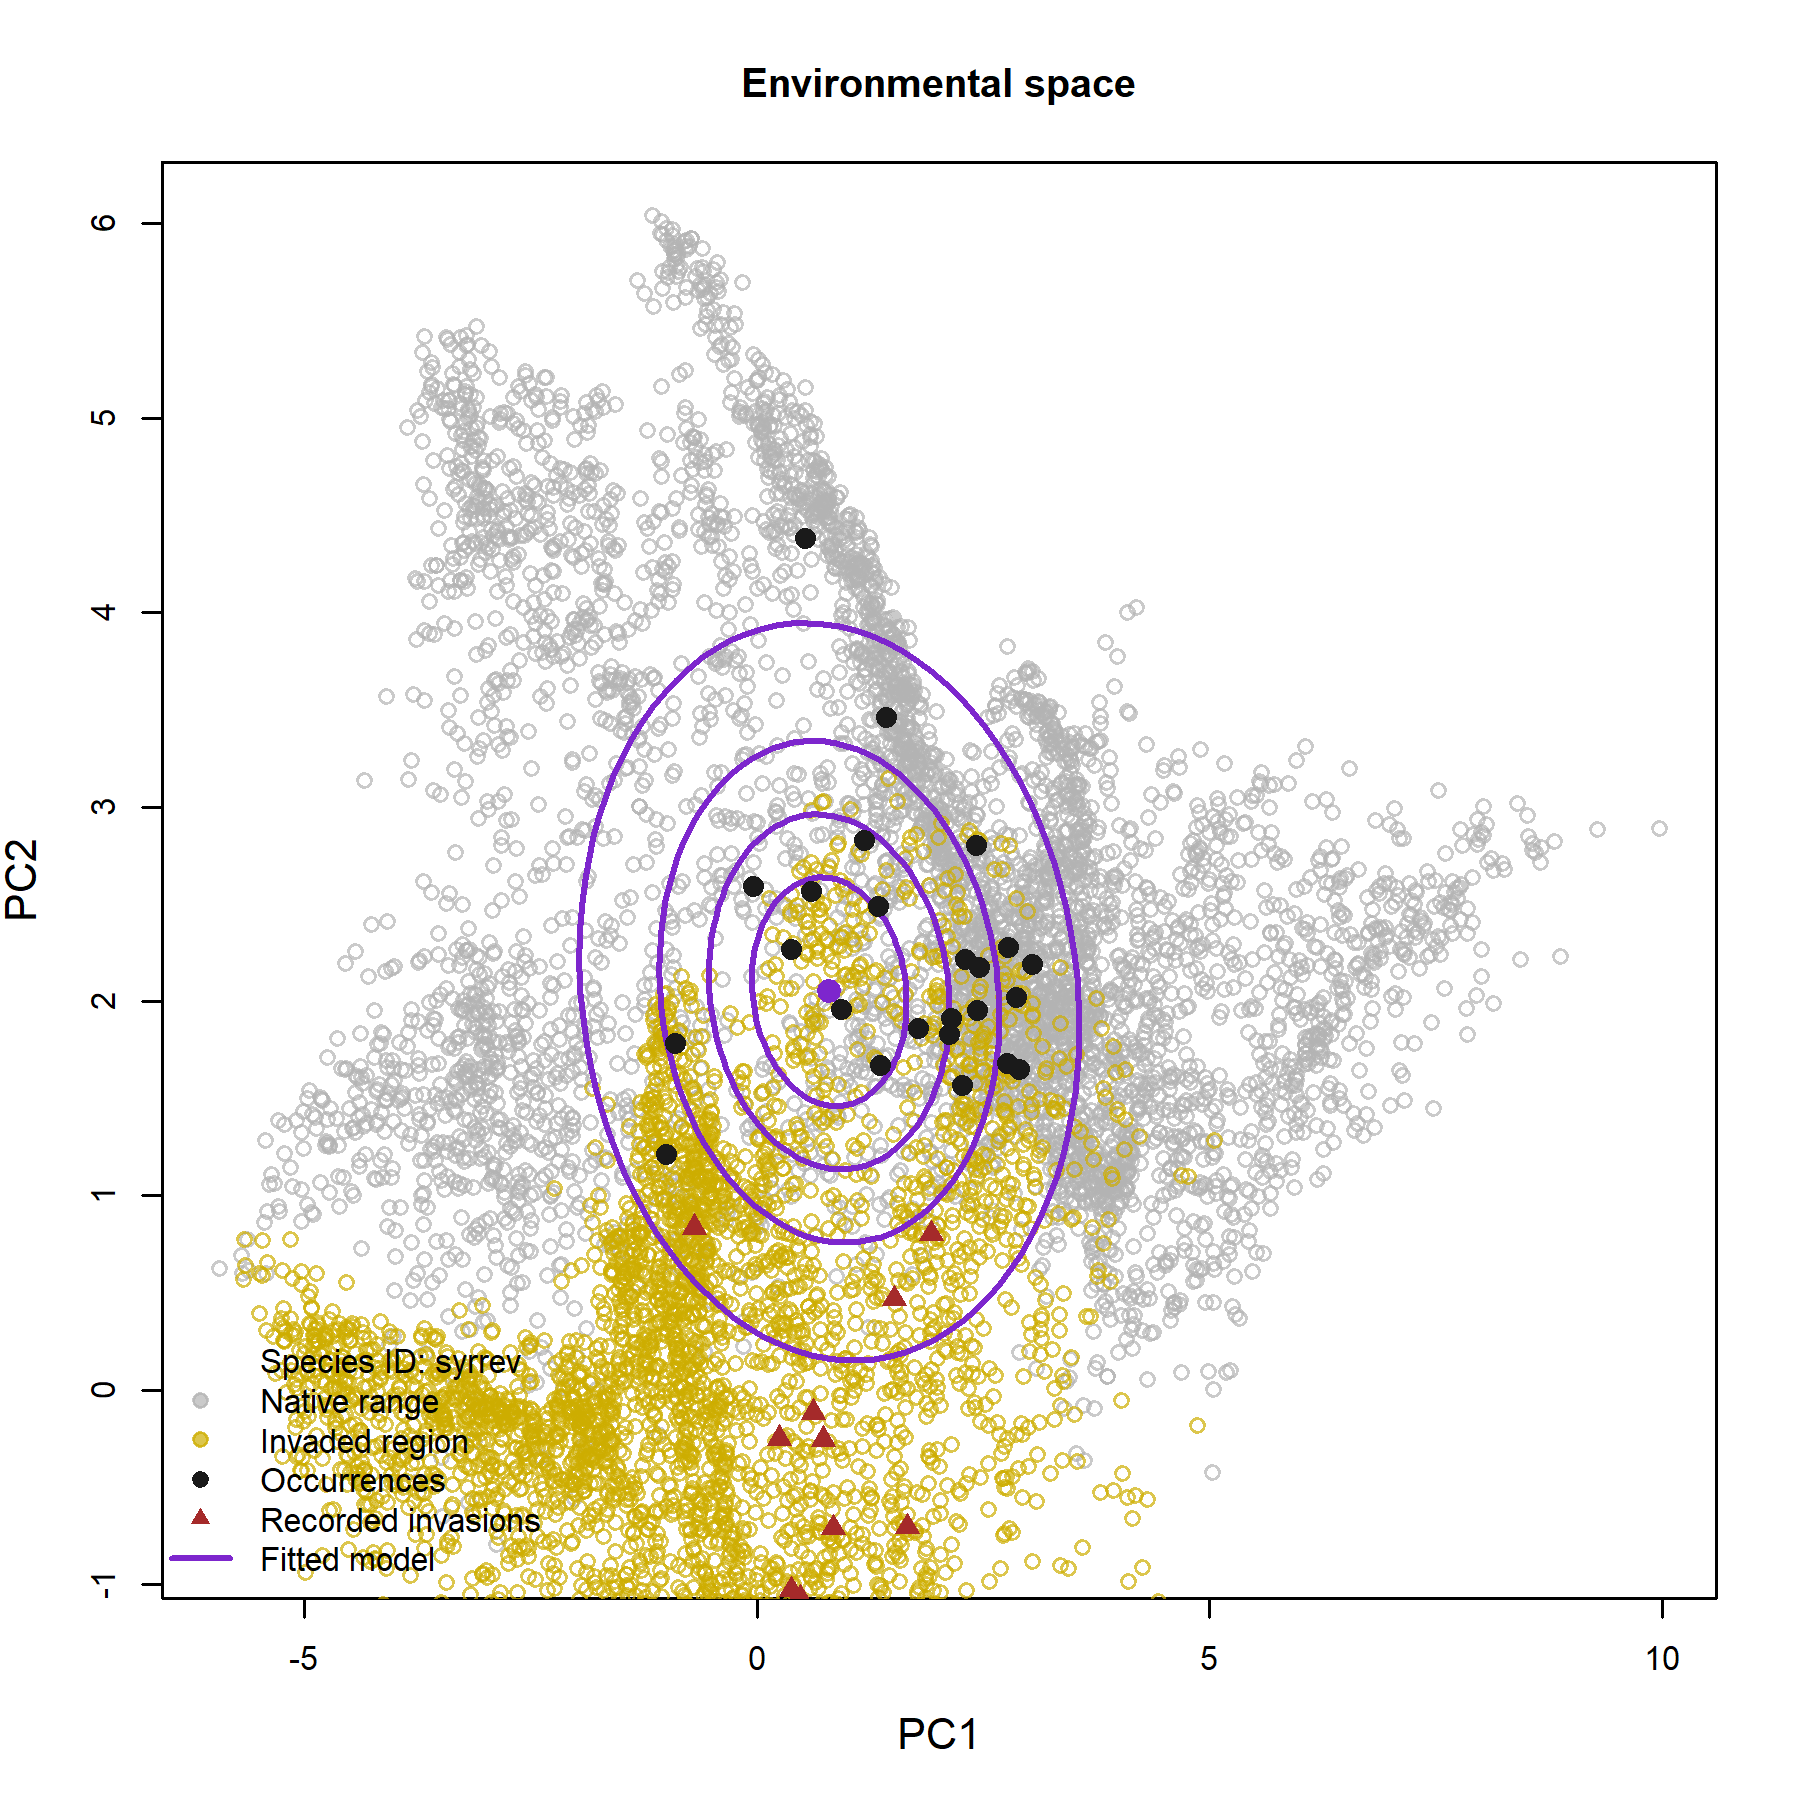 Environmental space
6
5
4
3
2
1
0
-1
PC2
Species ID: syrrev
Native range
Invaded region
Occurrences
Recorded invasions
Fitted model
-5 0 5 10
PC1